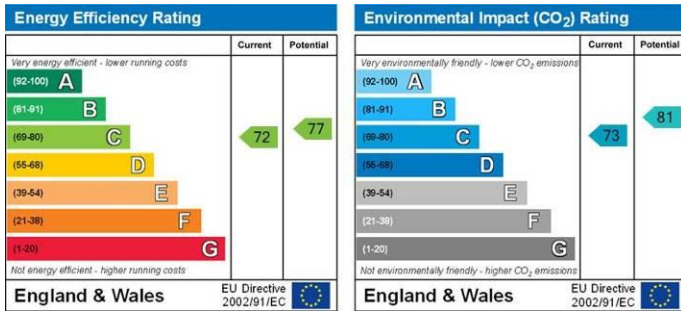 Energy Efficiency Rating
Current Potential
Very energy efficient - lower running costs
(92-100) A
(81-91) B
(69-80) C
72 77
(55-68) D
(39-54) E
(21-38) F
(1-20) G
Not energy efficient - higher running costs
England & Wales
EU Directive
2002/91/EC
Environmental Impact (CO₂) Rating
Current Potential
Very environmentally friendly - lower CO₂ emissions
(92-100) A
(81-91) B
81
(69-80) C
73
(55-68) D
(39-54) E
(21-38) F
(1-20) G
Not environmentally friendly - higher CO₂ emissions
England & Wales
EU Directive
2002/91/EC